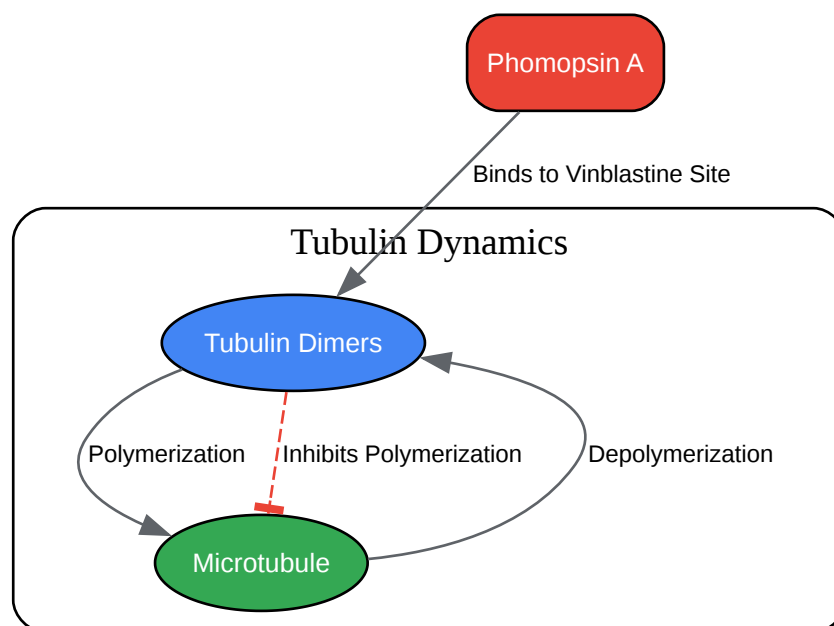 Phomopsin A
Binds to Vinblastine Site
Tubulin Dynamics
Tubulin Dimers
Polymerization
Inhibits Polymerization
Depolymerization
Microtubule